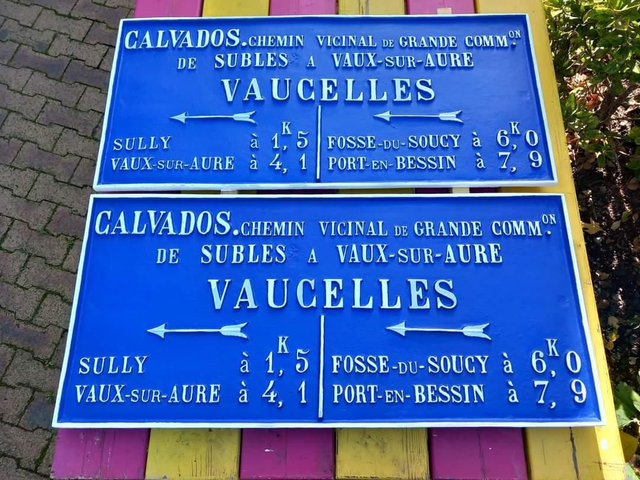 CALVADOS. CHEMIN VICINAL DE GRANDE COMM.ON
DE SUBLES A VAUX-SUR-AURE
VAUCELLES
SULLY à 1,K5 FOSSE-DU-SOUCY à 6,K0
VAUX-SUR-AURE à 4,1 PORT-EN-BESSIN à 7,9
CALVADOS. CHEMIN VICINAL DE GRANDE COMM.ON
DE SUBLES A VAUX-SUR-AURE
VAUCELLES
SULLY à 1,K5 FOSSE-DU-SOUCY à 6,K0
VAUX-SUR-AURE à 4,1 PORT-EN-BESSIN à 7,9